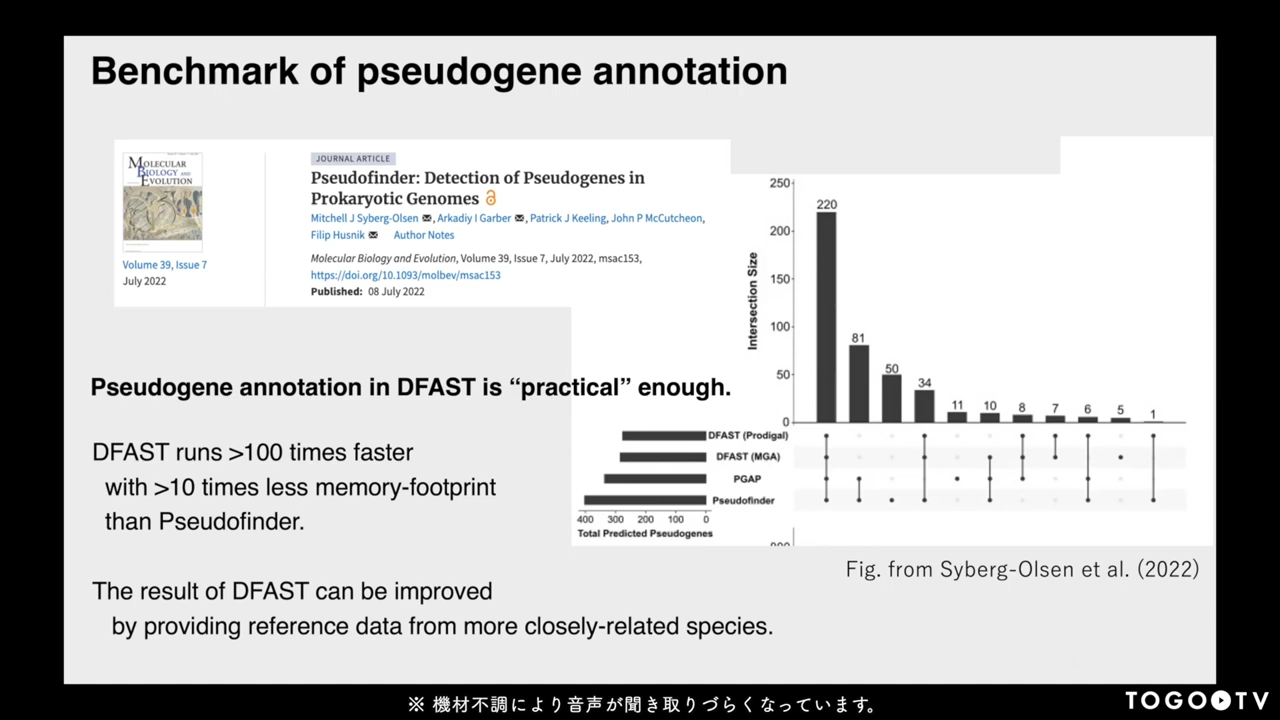 Benchmark of pseudogene annotation
MOLECULAR
BIOLOGY AND
EVOLUTION
Volume 39, Issue 7
July 2022
JOURNAL ARTICLE
Pseudofinder: Detection of Pseudogenes in
Prokaryotic Genomes
Mitchell J Syberg-Olsen, Arkadiy I Garber, Patrick J Keeling, John P McCutcheon,
Filip Husnik Author Notes
Molecular Biology and Evolution, Volume 39, Issue 7, July 2022, msac153,
https://doi.org/10.1093/molbev/msac153
Published: 08 July 2022
Pseudogene annotation in DFAST is “practical” enough.
DFAST runs >100 times faster
with >10 times less memory-footprint
than Pseudofinder.
The result of DFAST can be improved
by providing reference data from more closely-related species.
Intersection Size
250
200
150
100
50
0
220
81
50
34
11
10
8
7
6
5
1
DFAST (Prodigal)
DFAST (MGA)
PGAP
Pseudofinder
400 300 200 100 0
Total Predicted Pseudogenes
Fig. from Syberg-Olsen et al. (2022)
※ 機材不調により音声が聞き取りづらくなっています。
TOGOTV